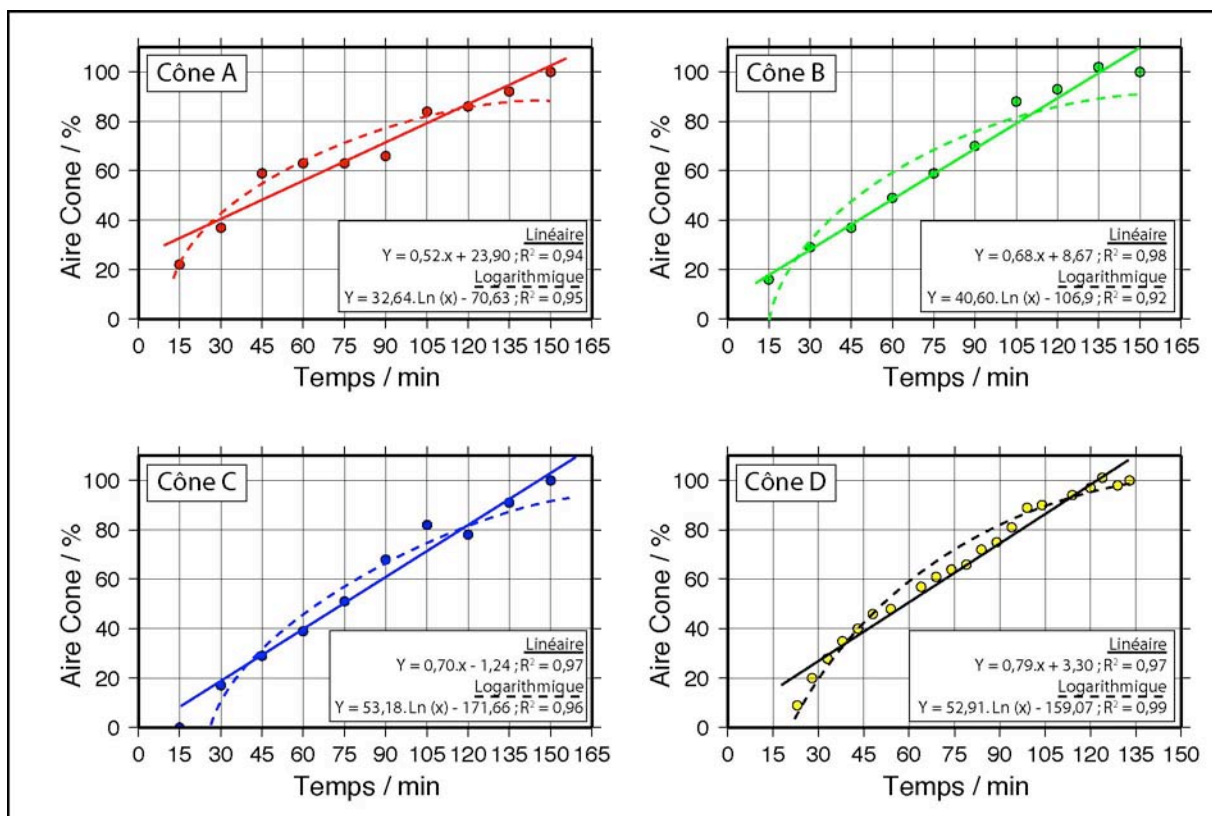 Cône A
Aire Cone / %
100
80
60
40
20
0
Linéaire
Y = 0,52.x + 23,90 ; R² = 0,94
Logarithmique
Y = 32,64. Ln (x) - 70,63 ; R² = 0,95
0 15 30 45 60 75 90 105 120 135 150 165
Temps / min
Cône B
Aire Cone / %
100
80
60
40
20
0
Linéaire
Y = 0,68.x + 8,67 ; R² = 0,98
Logarithmique
Y = 40,60. Ln (x) - 106,9 ; R² = 0,92
0 15 30 45 60 75 90 105 120 135 150 165
Temps / min
Cône C
Aire Cone / %
100
80
60
40
20
0
Linéaire
Y = 0,70.x - 1,24 ; R² = 0,97
Logarithmique
Y = 53,18. Ln (x) - 171,66 ; R² = 0,96
0 15 30 45 60 75 90 105 120 135 150 165
Temps / min
Cône D
Aire Cone / %
100
80
60
40
20
0
Linéaire
Y = 0,79.x + 3,30 ; R² = 0,97
Logarithmique
Y = 52,91. Ln (x) - 159,07 ; R² = 0,99
0 15 30 45 60 75 90 105 120 135 150
Temps / min